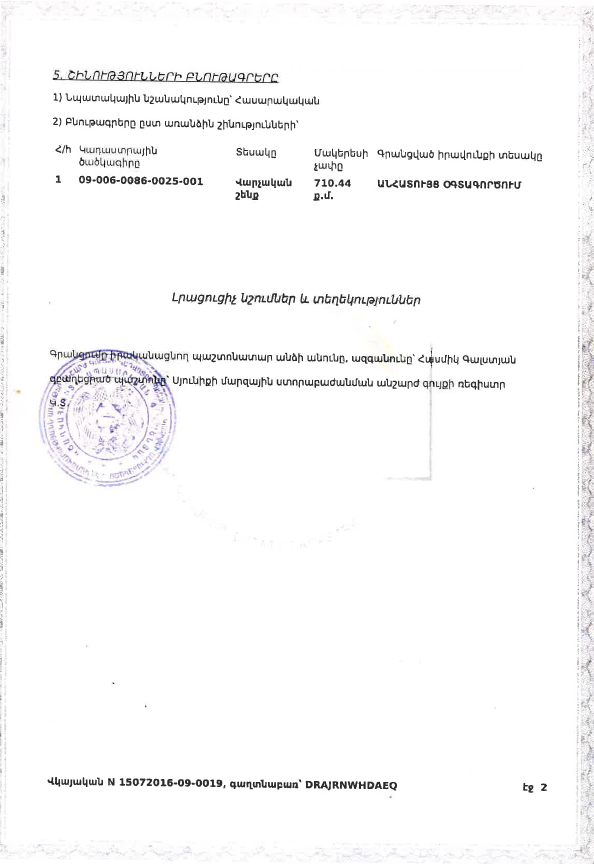 5. ՇԻՆՈՒԹՅՈՒՆՆԵՐԻ ԲՆՈՒԹԱԳՐԵՐԸ
1) Նպատակային նշանակությունը՝ Հասարակական
2) Բնութագրերը ըստ առանձին շինությունների՝
Հ/հ Կադաստրային ծածկագիրը Տեսակը Մակերեսի չափը Գրանցված իրավունքի տեսակը
1 09-006-0086-0025-001 Վարչական շենք 710.44 ք.մ. ԱՆՀԱՏՈՒՅՑ ՕԳՏԱԳՈՐԾՈՒՄ
Լրացուցիչ նշումներ և տեղեկություններ
Գրանցումը իրականացնող պաշտոնատար անձի անունը, ազգանունը՝ Հասմիկ Գալստյան
զբաղեցրած պաշտոնը՝ Սյունիքի մարզային ստորաբաժանման անշարժ գույքի ռեգիստր
Կ.Տ.
Վկայական N 15072016-09-0019, գաղտնաբառ՝ DRAJRNWHDAEQ
էջ 2